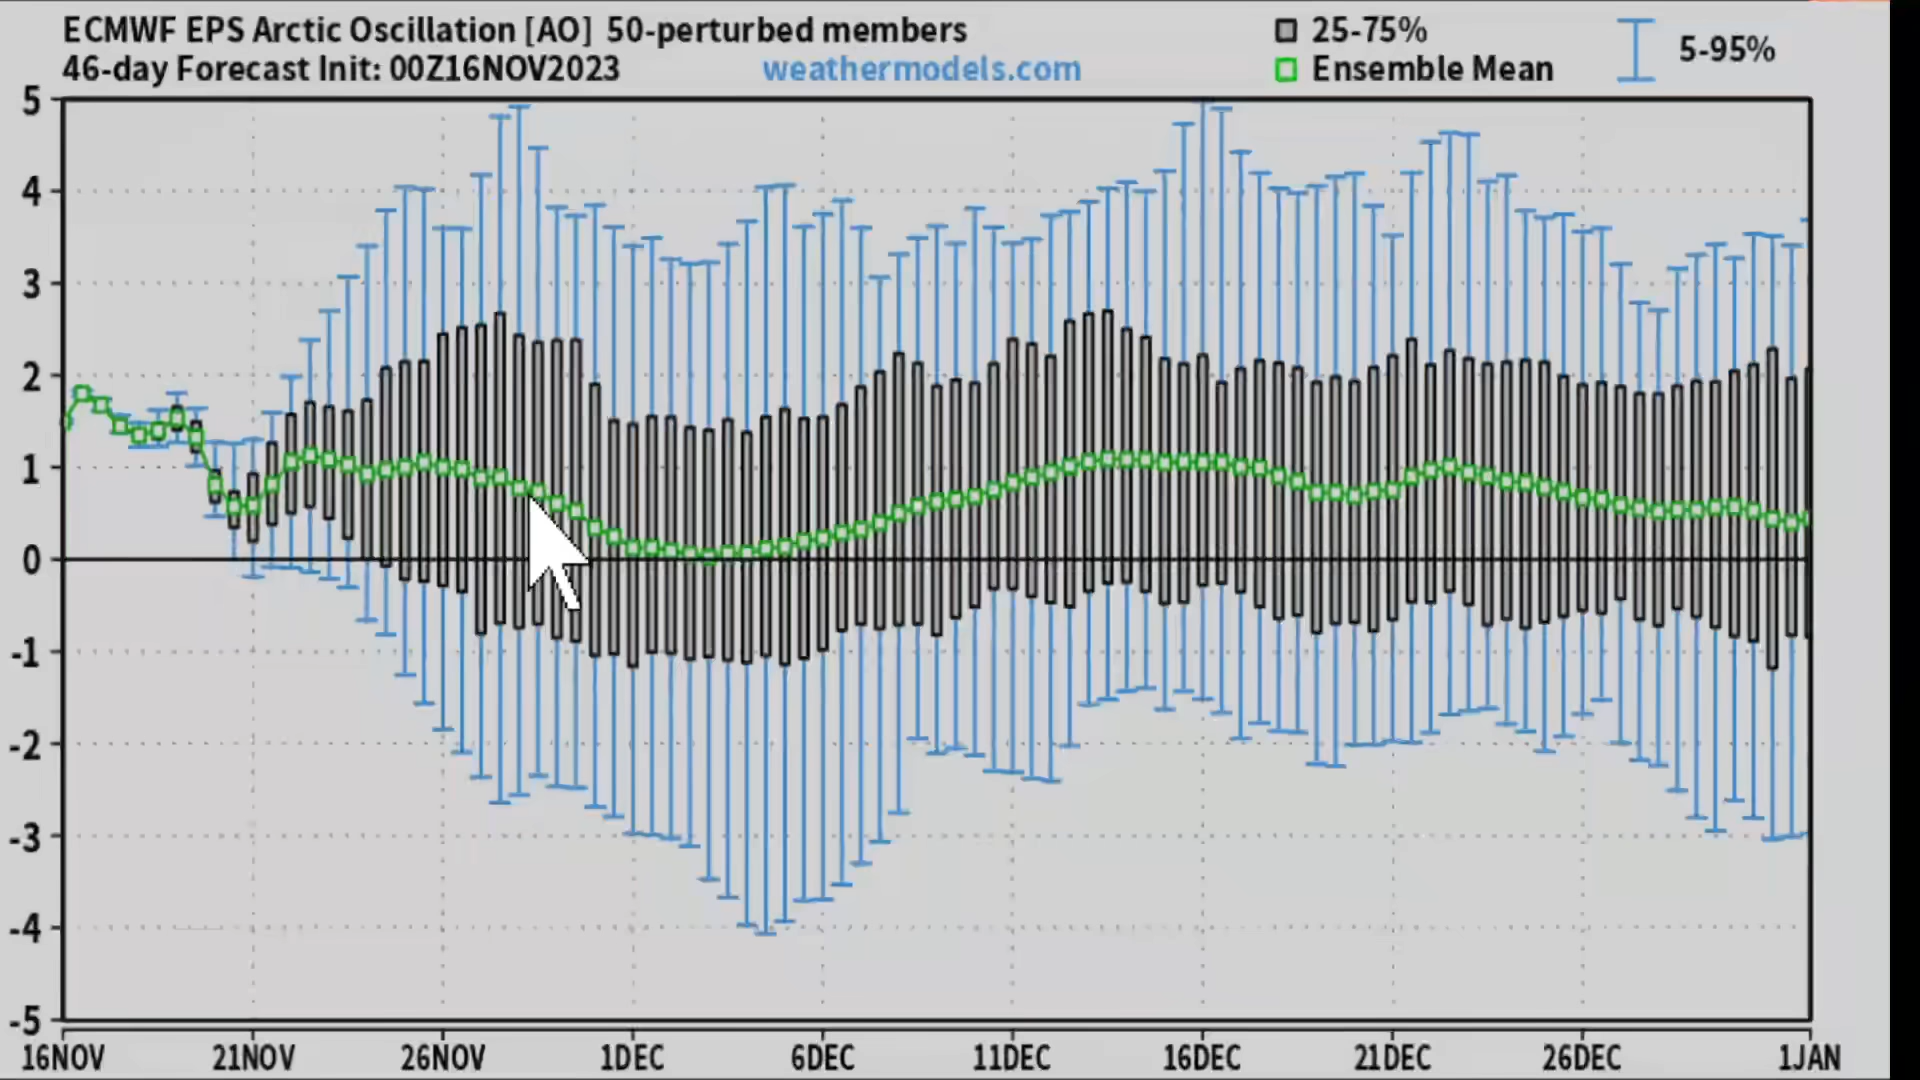 ECMWF EPS Arctic Oscillation [AO] 50-perturbed members
46-day Forecast Init: 00Z16NOV2023
weathermodels.com
25-75%
Ensemble Mean
5-95%
5
4
3
2
1
0
-1
-2
-3
-4
-5
16NOV 21NOV 26NOV 1DEC 6DEC 11DEC 16DEC 21DEC 26DEC 1JAN